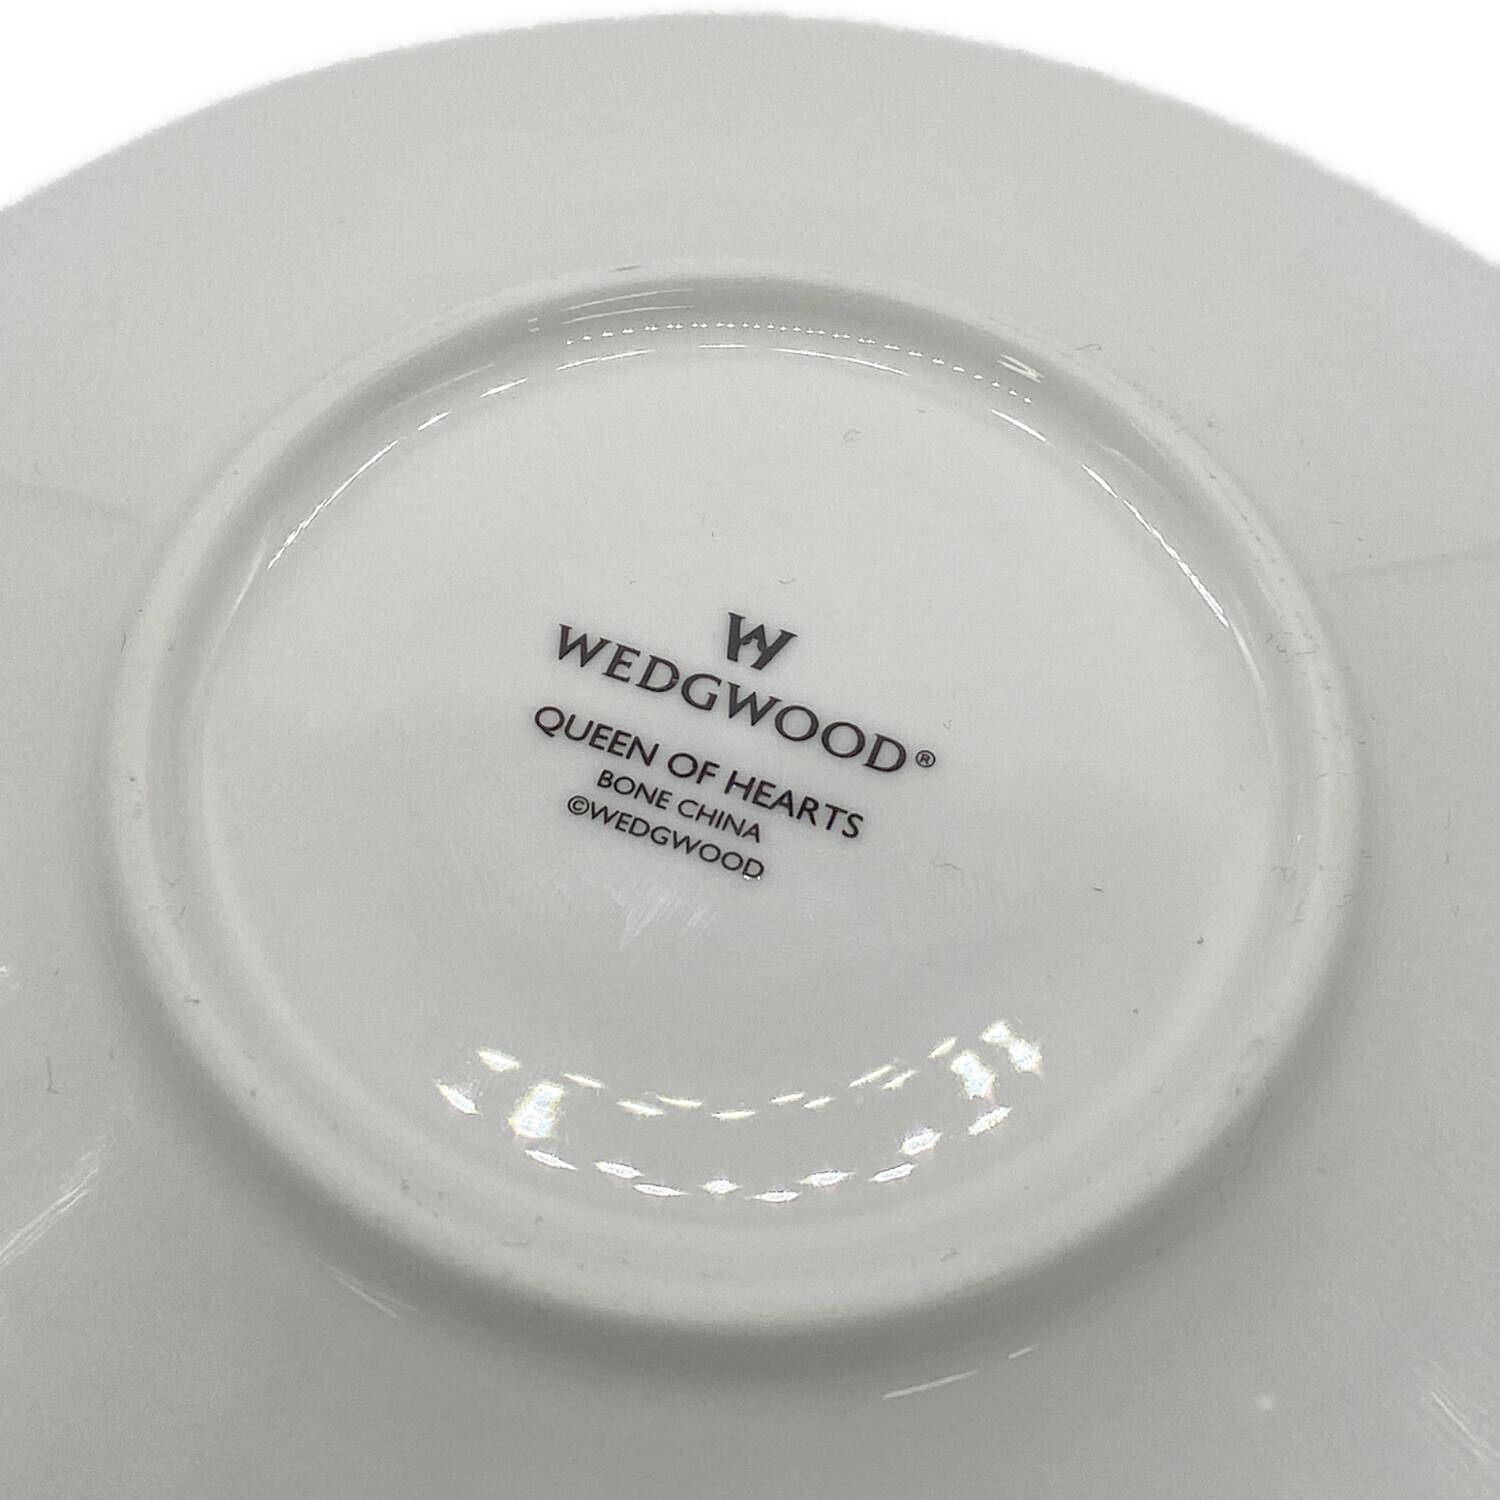 W
WEDGWOOD®
QUEEN OF HEARTS
BONE CHINA
©WEDGWOOD